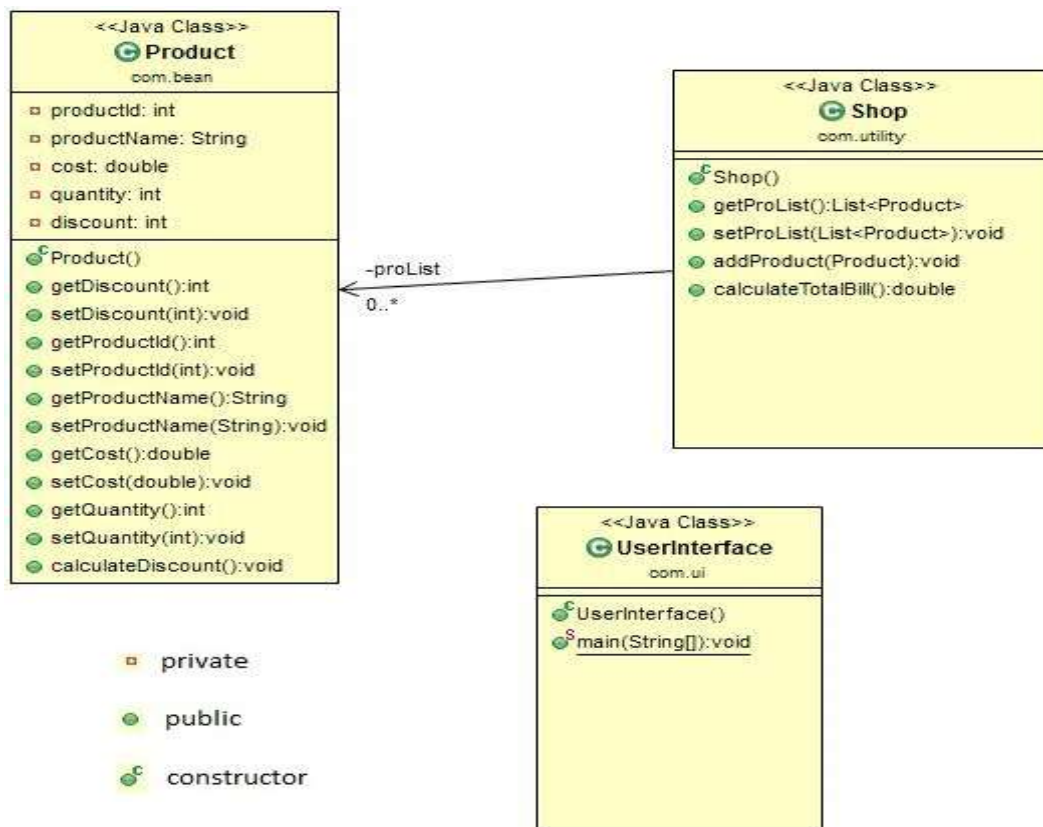 <<Java Class>>
Product
com.bean
productId: int
productName: String
cost: double
quantity: int
discount: int
Product()
getDiscount():int
setDiscount(int):void
getProductId():int
setProductId(int):void
getProductName():String
setProductName(String):void
getCost():double
setCost(double):void
getQuantity():int
setQuantity(int):void
calculateDiscount():void
-proList
0..*
<<Java Class>>
Shop
com.utility
Shop()
getProList():List<Product>
setProList(List<Product>):void
addProduct(Product):void
calculateTotalBill():double
<<Java Class>>
UserInterface
com.ui
UserInterface()
main(String[]):void
private
public
constructor